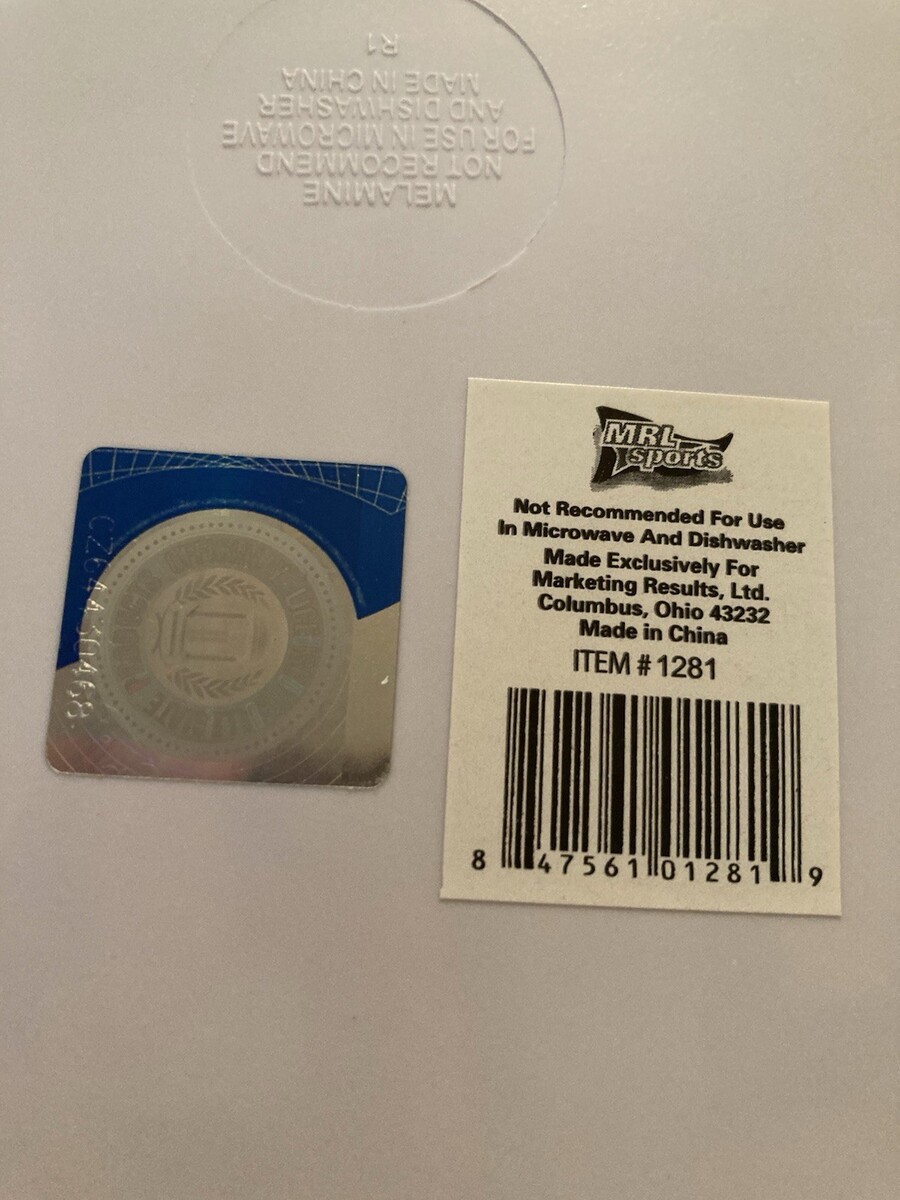 R1
MADE IN CHINA
AND DISHWASHER
FOR USE IN MICROWAVE
NOT RECOMMEND
MELAMINE
MRL
sports
Not Recommended For Use
In Microwave And Dishwasher
Made Exclusively For
Marketing Results, Ltd.
Columbus, Ohio 43232
Made in China
ITEM # 1281
8 47561 01281 9